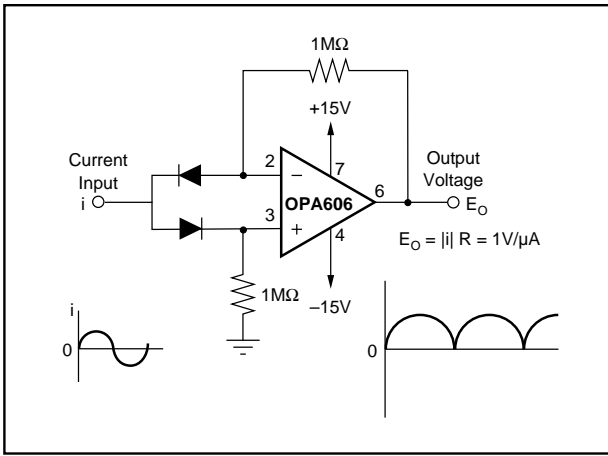 1MΩ
+15V
Current
Input
i
2
–
7
OPA606
6
3
+
4
Output
Voltage
E_O
E_O = |i| R = 1V/µA
1MΩ
–15V
i
0
0